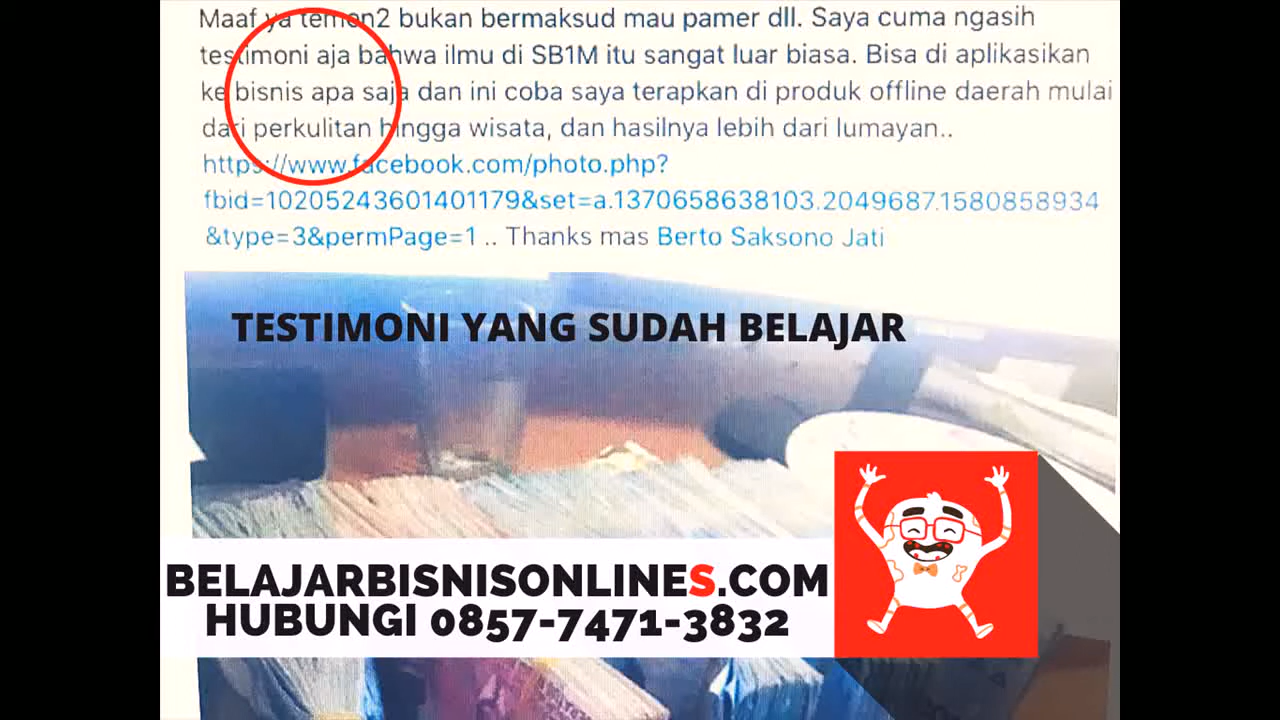 Maaf ya temen2 bukan bermaksud mau pamer dll. Saya cuma ngasih
testimoni aja bahwa ilmu di SB1M itu sangat luar biasa. Bisa di aplikasikan
ke bisnis apa saja dan ini coba saya terapkan di produk offline daerah mulai
dari perkulitan hingga wisata, dan hasilnya lebih dari lumayan..
https://www.facebook.com/photo.php?
fbid=10205243601401179&set=a.1370658638103.2049687.1580858934
&type=3&permPage=1 .. Thanks mas Berto Saksono Jati
TESTIMONI YANG SUDAH BELAJAR
BELAJARBISNISONLINES.COM
HUBUNGI 0857-7471-3832